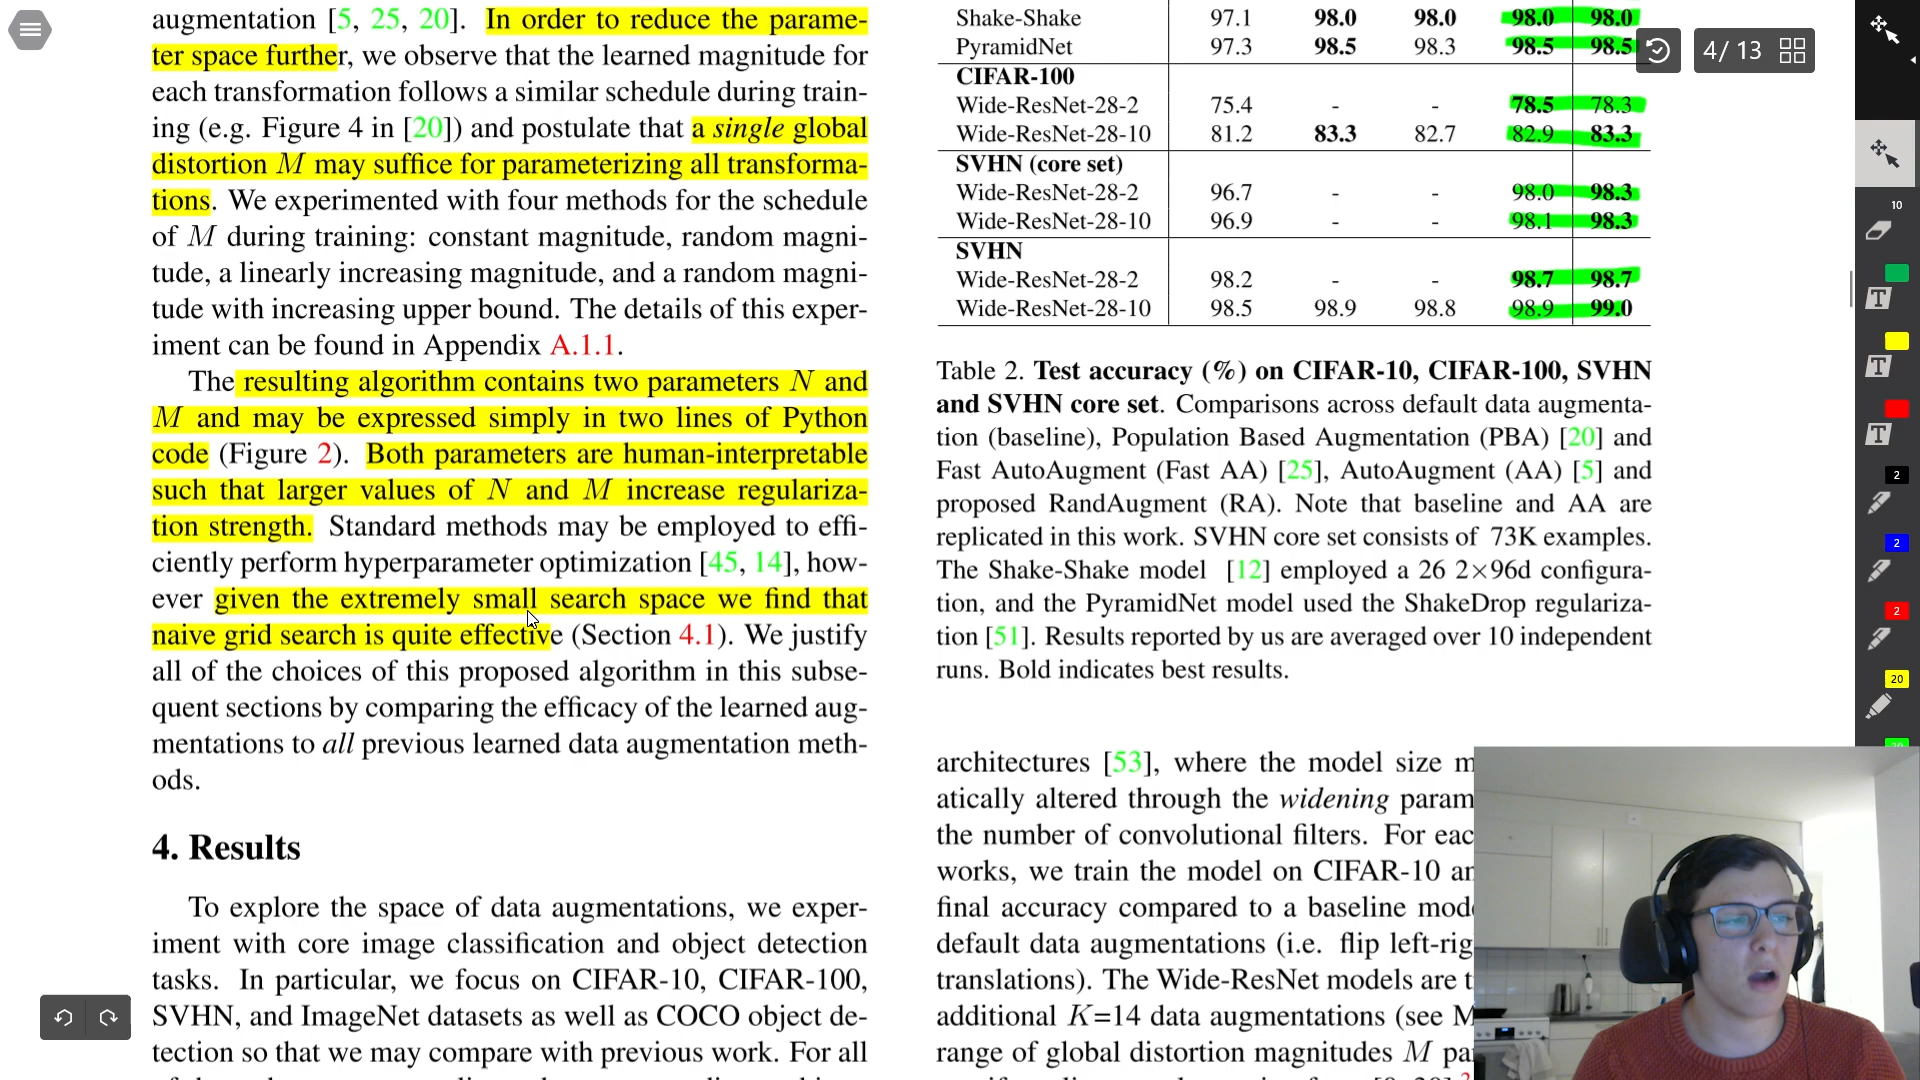 augmentation [5, 25, 20]. In order to reduce the parame-
ter space further, we observe that the learned magnitude for
each transformation follows a similar schedule during train-
ing (e.g. Figure 4 in [20]) and postulate that a single global
distortion M may suffice for parameterizing all transforma-
tions. We experimented with four methods for the schedule
of M during training: constant magnitude, random magni-
tude, a linearly increasing magnitude, and a random magni-
tude with increasing upper bound. The details of this exper-
iment can be found in Appendix A.1.1.
The resulting algorithm contains two parameters N and
M and may be expressed simply in two lines of Python
code (Figure 2). Both parameters are human-interpretable
such that larger values of N and M increase regulariza-
tion strength. Standard methods may be employed to effi-
ciently perform hyperparameter optimization [45, 14], how-
ever given the extremely small search space we find that
naive grid search is quite effective (Section 4.1). We justify
all of the choices of this proposed algorithm in this subse-
quent sections by comparing the efficacy of the learned aug-
mentations to all previous learned data augmentation meth-
ods.
4. Results
To explore the space of data augmentations, we exper-
iment with core image classification and object detection
tasks. In particular, we focus on CIFAR-10, CIFAR-100,
SVHN, and ImageNet datasets as well as COCO object de-
tection so that we may compare with previous work. For all
Shake-Shake 97.1 98.0 98.0 98.0 98.0
PyramidNet 97.3 98.5 98.3 98.5 98.5
CIFAR-100
Wide-ResNet-28-2 75.4 - - 78.5 78.3
Wide-ResNet-28-10 81.2 83.3 82.7 82.9 83.3
SVHN (core set)
Wide-ResNet-28-2 96.7 - - 98.0 98.3
Wide-ResNet-28-10 96.9 - - 98.1 98.3
SVHN
Wide-ResNet-28-2 98.2 - - 98.7 98.7
Wide-ResNet-28-10 98.5 98.9 98.8 98.9 99.0
Table 2. Test accuracy (%) on CIFAR-10, CIFAR-100, SVHN
and SVHN core set. Comparisons across default data augmenta-
tion (baseline), Population Based Augmentation (PBA) [20] and
Fast AutoAugment (Fast AA) [25], AutoAugment (AA) [5] and
proposed RandAugment (RA). Note that baseline and AA are
replicated in this work. SVHN core set consists of 73K examples.
The Shake-Shake model [12] employed a 26 2×96d configura-
tion, and the PyramidNet model used the ShakeDrop regulariza-
tion [51]. Results reported by us are averaged over 10 independent
runs. Bold indicates best results.
architectures [53], where the model size m
atically altered through the widening param
the number of convolutional filters. For eac
works, we train the model on CIFAR-10 an
final accuracy compared to a baseline mod
default data augmentations (i.e. flip left-rig
translations). The Wide-ResNet models are t
additional K=14 data augmentations (see M
range of global distortion magnitudes M pa
4 / 13
10
T
T
T
2
2
2
20